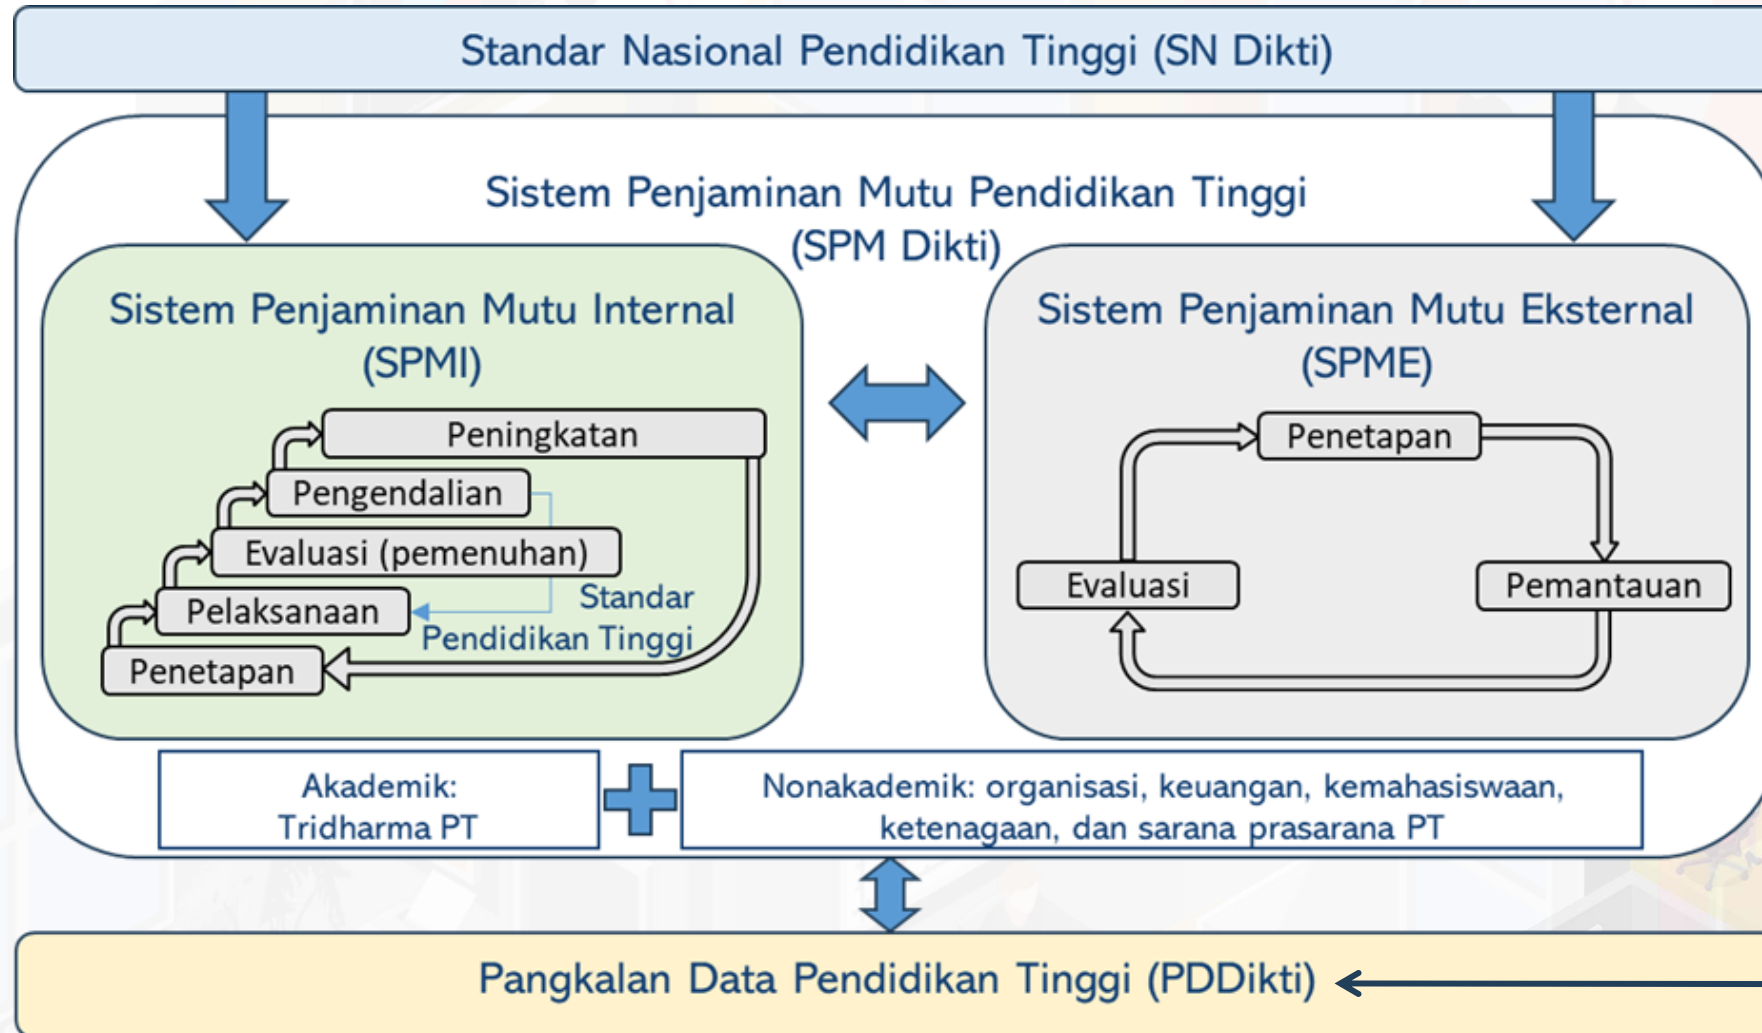 Standar Nasional Pendidikan Tinggi (SN Dikti)
Sistem Penjaminan Mutu Pendidikan Tinggi
(SPM Dikti)
Sistem Penjaminan Mutu Internal
(SPMI)
Peningkatan
Pengendalian
Evaluasi (pemenuhan)
Pelaksanaan
Standar
Pendidikan Tinggi
Penetapan
Sistem Penjaminan Mutu Eksternal
(SPME)
Penetapan
Evaluasi
Pemantauan
Akademik:
Tridharma PT
Nonakademik: organisasi, keuangan, kemahasiswaan,
ketenagaan, dan sarana prasarana PT
Pangkalan Data Pendidikan Tinggi (PDDikti)